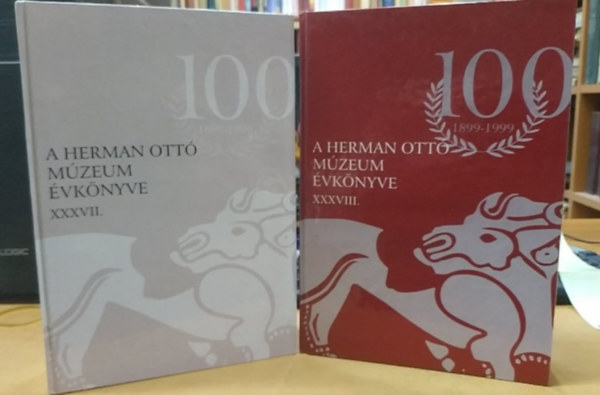 100
1899-1999
A HERMAN OTTÓ
MÚZEUM
ÉVKÖNYVE
XXXVII.
100
1899-1999
A HERMAN OTTÓ
MÚZEUM
ÉVKÖNYVE
XXXVIII.